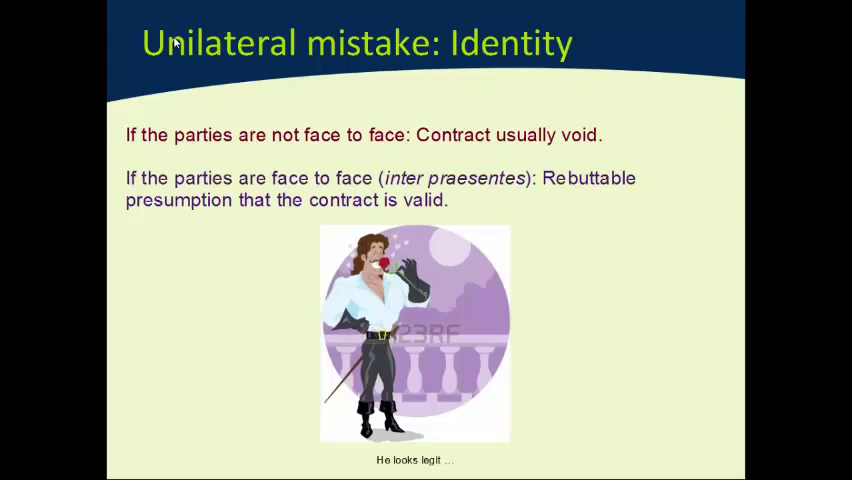 Unilateral mistake: Identity
If the parties are not face to face: Contract usually void.
If the parties are face to face (inter praesentes): Rebuttable
presumption that the contract is valid.
123RF
He looks legit ...